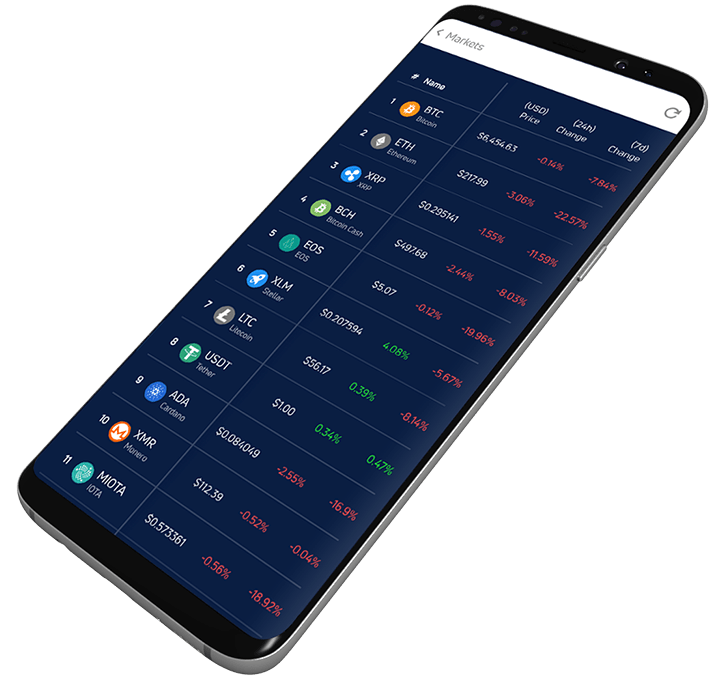 < Markets
# Name (USD) Price (24h) Change (7d) Change
1 BTC Bitcoin $6,454.63 -0.14% -7.84%
2 ETH Ethereum $217.99 -3.06% -22.57%
3 XRP XRP $0.295141 -1.55% -11.59%
4 BCH Bitcoin Cash $497.68 -2.44% -8.03%
5 EOS EOS $5.07 -0.12% -19.96%
6 XLM Stellar $0.207594 4.08% -5.67%
7 LTC Litecoin $56.17 0.39% -8.14%
8 USDT Tether $1.00 0.34% 0.47%
9 ADA Cardano $0.084049 -2.55% -16.9%
10 XMR Monero $112.39 -0.52% -0.04%
11 MIOTA IOTA $0.573361 -0.56% -18.92%